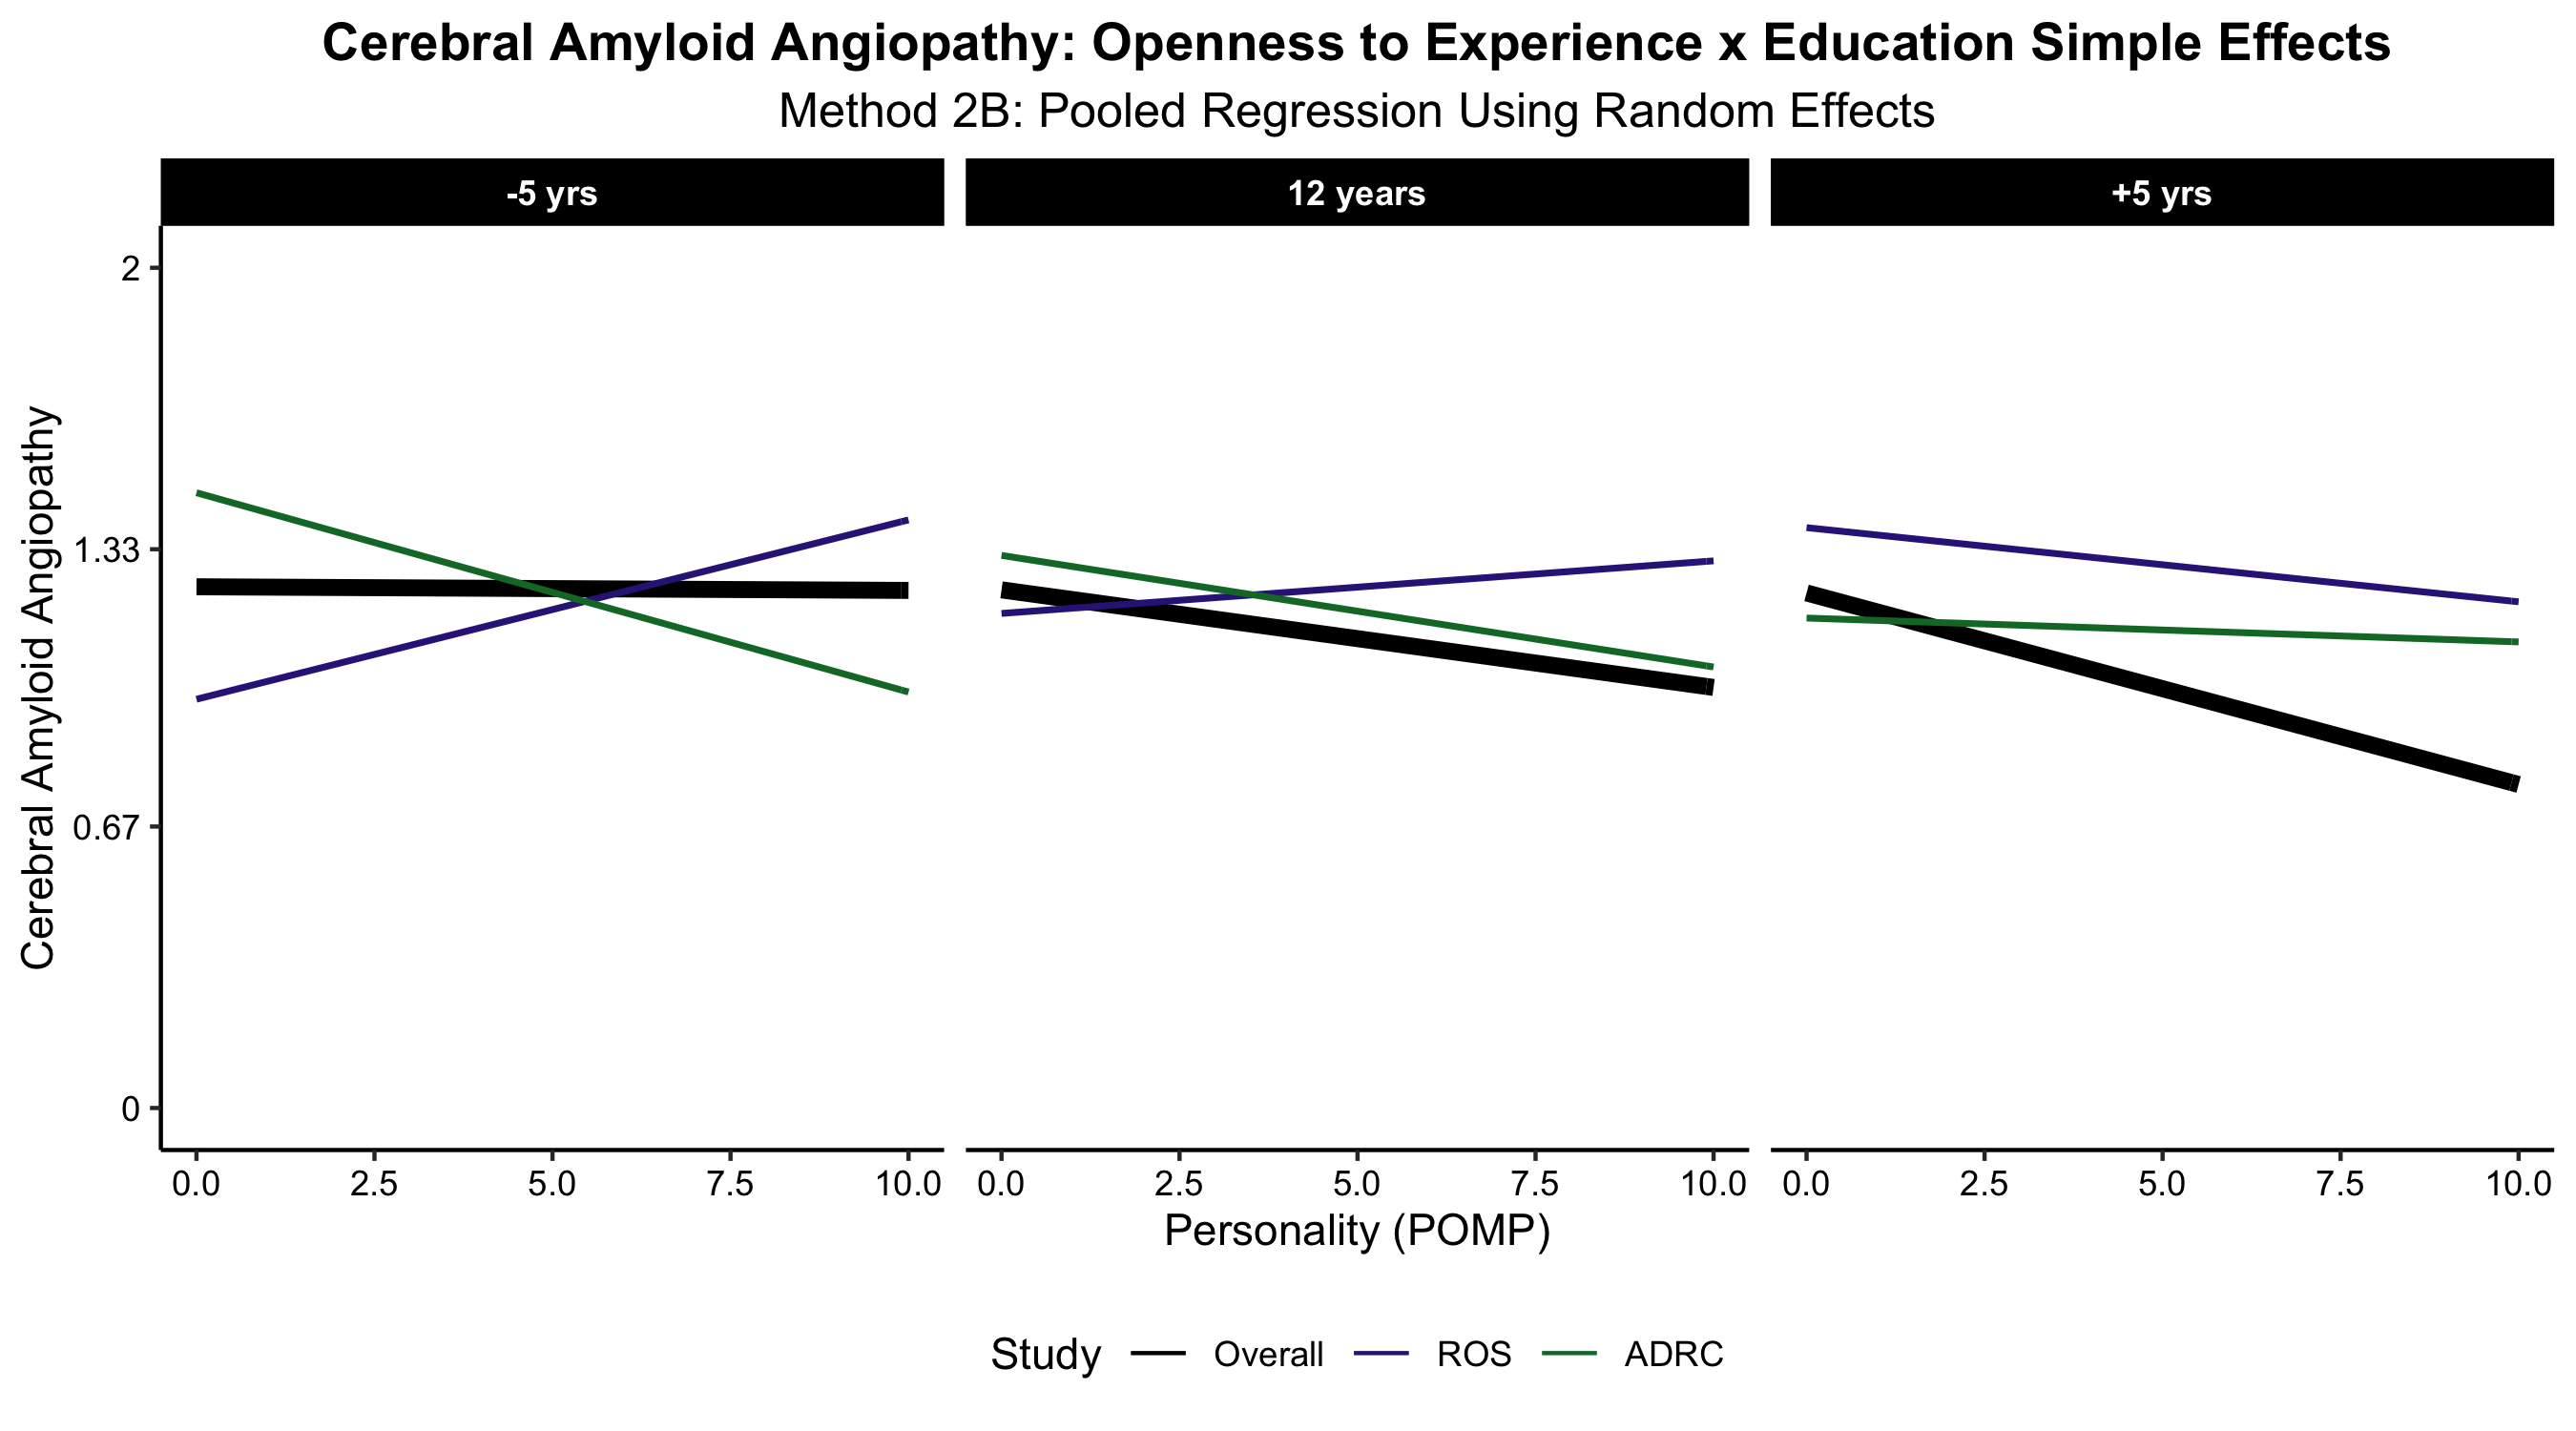 Cerebral Amyloid Angiopathy: Openness to Experience x Education Simple Effects
Method 2B: Pooled Regression Using Random Effects
-5 yrs
12 years
+5 yrs
Cerebral Amyloid Angiopathy
2
1.33
0.67
0
0.0 2.5 5.0 7.5 10.0
0.0 2.5 5.0 7.5 10.0
0.0 2.5 5.0 7.5 10.0
Personality (POMP)
Study Overall ROS ADRC